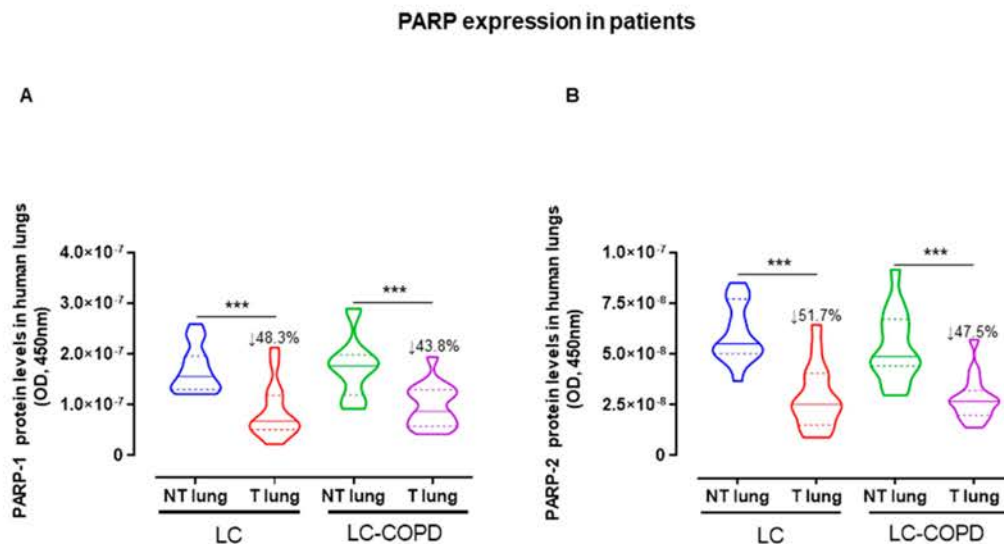 PARP expression in patients
A
PARP-1 protein levels in human lungs
(OD, 450nm)
4.0×10⁻⁷
3.0×10⁻⁷
2.0×10⁻⁷
1.0×10⁻⁷
0
***
↓48.3%
***
↓43.8%
NT lung T lung NT lung T lung
LC LC-COPD
B
PARP-2 protein levels in human lungs
(OD, 450nm)
1.0×10⁻⁷
7.5×10⁻⁸
5.0×10⁻⁸
2.5×10⁻⁸
0
***
↓51.7%
***
↓47.5%
NT lung T lung NT lung T lung
LC LC-COPD